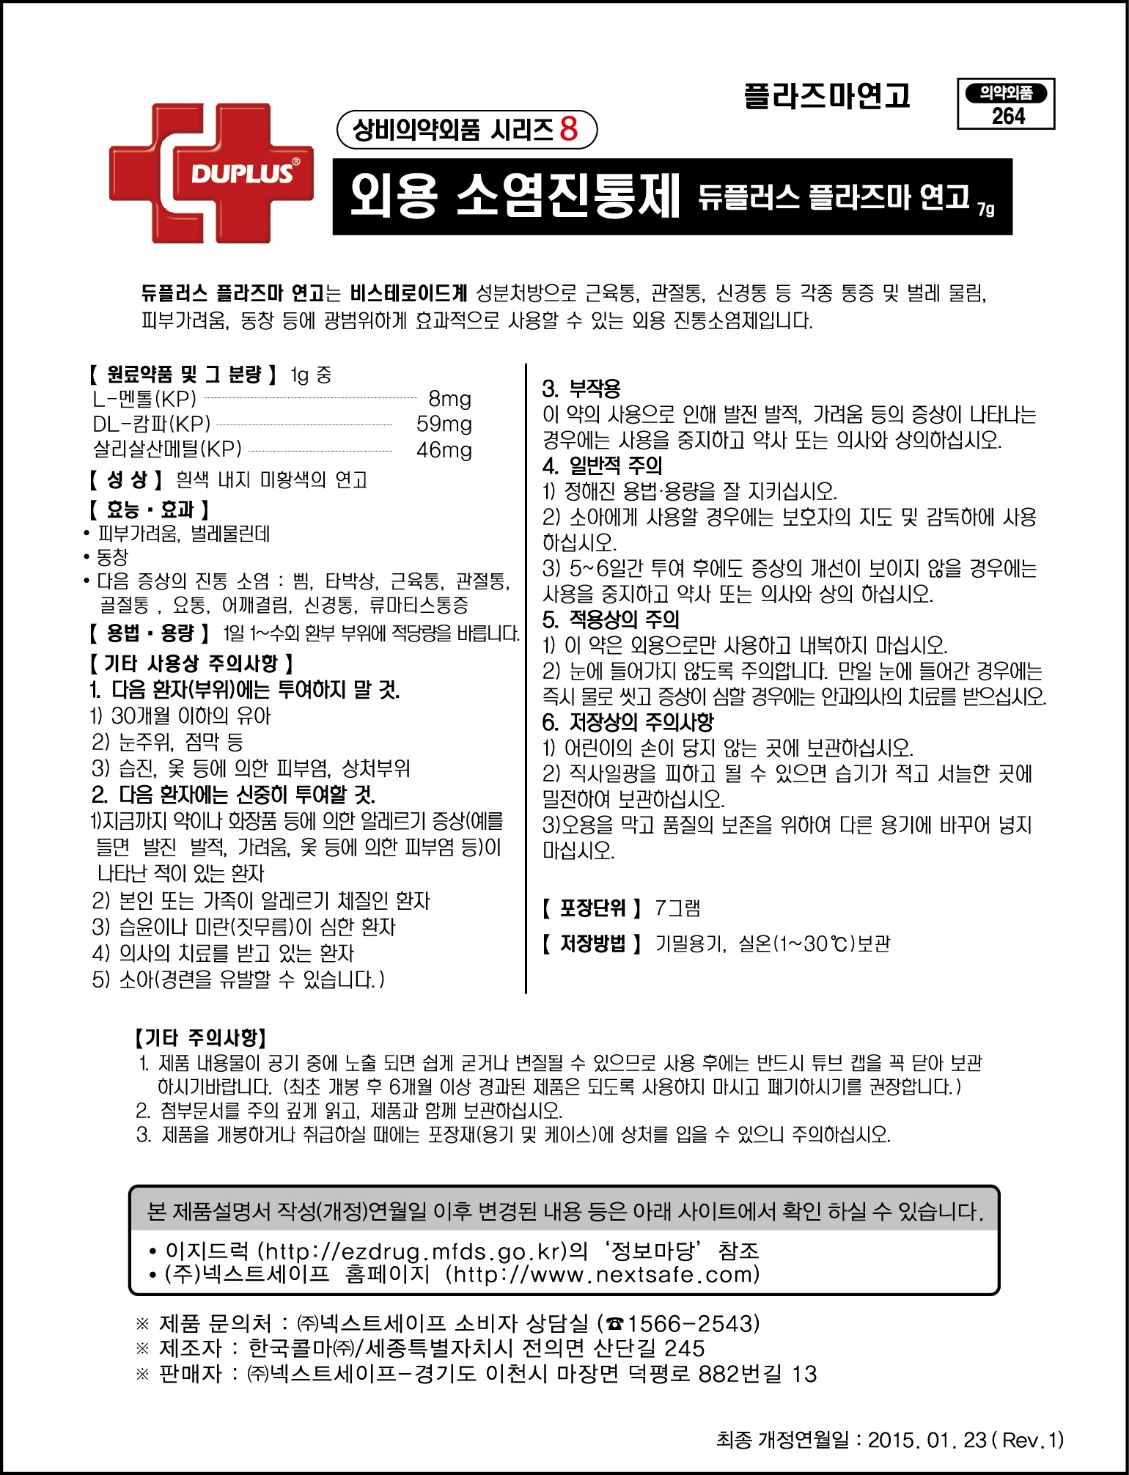 플라즈마연고
의약외품
264
상비의약외품 시리즈 8
DUPLUS®
외용 소염진통제 듀플러스 플라즈마 연고 7g
듀플러스 플라즈마 연고는 비스테로이드계 성분처방으로 근육통, 관절통, 신경통 등 각종 통증 및 벌레 물림,
피부가려움, 동창 등에 광범위하게 효과적으로 사용할 수 있는 외용 진통소염제입니다.
【 원료약품 및 그 분량 】 1g 중
L-멘톨(KP) 8mg
DL-캄파(KP) 59mg
살리살산메틸(KP) 46mg
【 성 상 】 흰색 내지 미황색의 연고
【 효능·효과 】
• 피부가려움, 벌레물린데
• 동창
• 다음 증상의 진통 소염 : 삠, 타박상, 근육통, 관절통,
골절통 , 요통, 어깨결림, 신경통, 류마티스통증
【 용법·용량 】 1일 1~수회 환부 부위에 적당량을 바릅니다.
【 기타 사용상 주의사항 】
1. 다음 환자(부위)에는 투여하지 말 것.
1) 30개월 이하의 유아
2) 눈주위, 점막 등
3) 습진, 옻 등에 의한 피부염, 상처부위
2. 다음 환자에는 신중히 투여할 것.
1)지금까지 약이나 화장품 등에 의한 알레르기 증상(예를
들면 발진 발적, 가려움, 옻 등에 의한 피부염 등)이
나타난 적이 있는 환자
2) 본인 또는 가족이 알레르기 체질인 환자
3) 습윤이나 미란(짓무름)이 심한 환자
4) 의사의 치료를 받고 있는 환자
5) 소아(경련을 유발할 수 있습니다.)
3. 부작용
이 약의 사용으로 인해 발진 발적, 가려움 등의 증상이 나타나는
경우에는 사용을 중지하고 약사 또는 의사와 상의하십시오.
4. 일반적 주의
1) 정해진 용법·용량을 잘 지키십시오.
2) 소아에게 사용할 경우에는 보호자의 지도 및 감독하에 사용
하십시오.
3) 5~6일간 투여 후에도 증상의 개선이 보이지 않을 경우에는
사용을 중지하고 약사 또는 의사와 상의 하십시오.
5. 적용상의 주의
1) 이 약은 외용으로만 사용하고 내복하지 마십시오.
2) 눈에 들어가지 않도록 주의합니다. 만일 눈에 들어간 경우에는
즉시 물로 씻고 증상이 심할 경우에는 안과의사의 치료를 받으십시오.
6. 저장상의 주의사항
1) 어린이의 손이 닿지 않는 곳에 보관하십시오.
2) 직사일광을 피하고 될 수 있으면 습기가 적고 서늘한 곳에
밀전하여 보관하십시오.
3)오용을 막고 품질의 보존을 위하여 다른 용기에 바꾸어 넣지
마십시오.
【 포장단위 】 7그램
【 저장방법 】 기밀용기, 실온(1~30℃)보관
【기타 주의사항】
1. 제품 내용물이 공기 중에 노출 되면 쉽게 굳거나 변질될 수 있으므로 사용 후에는 반드시 튜브 캡을 꼭 닫아 보관
하시기바랍니다. (최초 개봉 후 6개월 이상 경과된 제품은 되도록 사용하지 마시고 폐기하시기를 권장합니다.)
2. 첨부문서를 주의 깊게 읽고, 제품과 함께 보관하십시오.
3. 제품을 개봉하거나 취급하실 때에는 포장재(용기 및 케이스)에 상처를 입을 수 있으니 주의하십시오.
본 제품설명서 작성(개정)연월일 이후 변경된 내용 등은 아래 사이트에서 확인 하실 수 있습니다.
• 이지드럭 (http://ezdrug.mfds.go.kr)의 '정보마당' 참조
• (주)넥스트세이프 홈페이지 (http://www.nextsafe.com)
※ 제품 문의처 : ㈜넥스트세이프 소비자 상담실 (☎1566-2543)
※ 제조자 : 한국콜마㈜/세종특별자치시 전의면 산단길 245
※ 판매자 : ㈜넥스트세이프-경기도 이천시 마장면 덕평로 882번길 13
최종 개정연월일 : 2015. 01. 23 ( Rev.1)